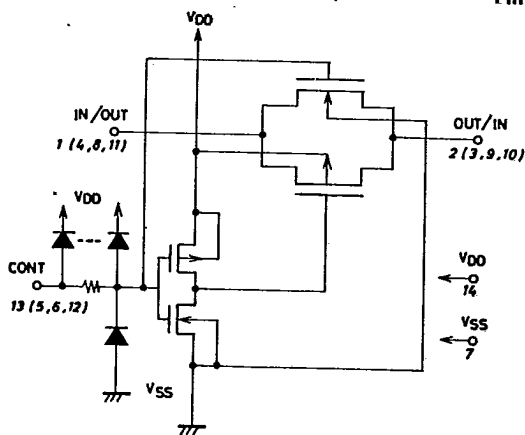 VDD
IN/OUT
1 (4,8,11)
OUT/IN
2 (3,9,10)
VDD
CONT
13 (5,6,12)
VDD
14
VSS
7
VSS